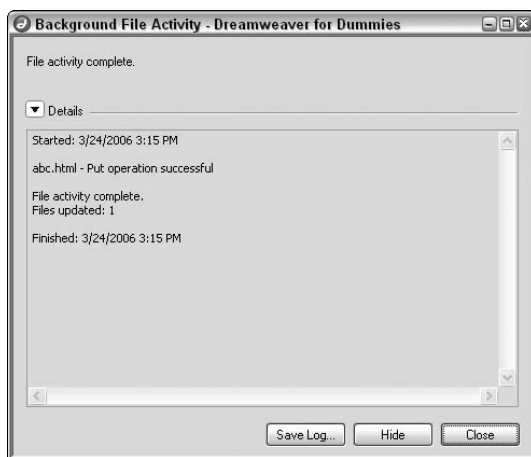 Background File Activity - Dreamweaver for Dummies
File activity complete.
Details
Started: 3/24/2006 3:15 PM
abc.html - Put operation successful
File activity complete.
Files updated: 1
Finished: 3/24/2006 3:15 PM
Save Log...
Hide
Close